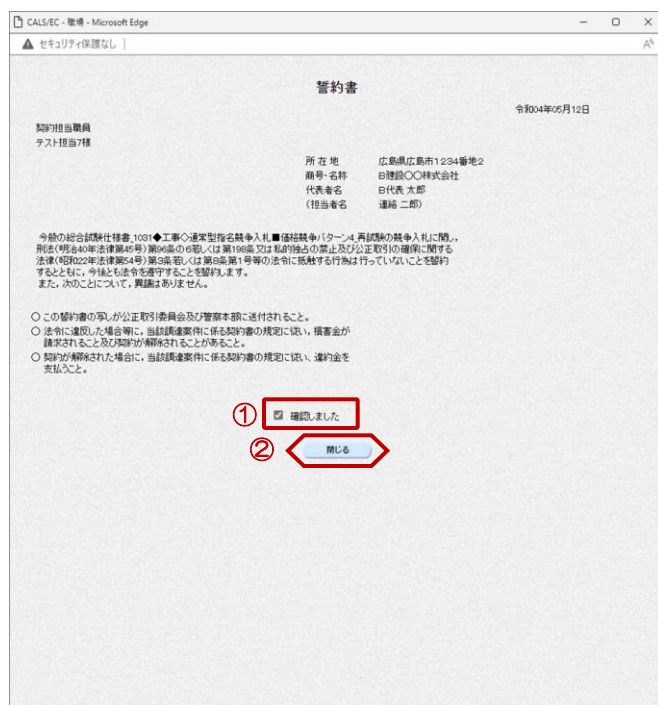 CALS/EC - 職場 - Microsoft Edge
セキュリティ保護なし
A
誓約書
令和04年05月12日
契約担当職員
テスト担当7様
所在地 広島県広島市1234番地2
商号・名称 B建設〇〇株式会社
代表者名 B代表 太郎
(担当者名 連絡 二郎)
今般の総合試験仕様書_1031◆工事◇通常型指名競争入札■価格競争パターン4_再試験の競争入札に関し,
刑法(明治40年法律第45号)第96条の6若しくは第198条又は私的独占の禁止及び公正取引の確保に関する
法律(昭和22年法律第54号)第3条若しくは第8条第1号等の法令に抵触する行為は行っていないことを誓約
するとともに, 今後とも法令を遵守することを誓約します。
また, 次のことについて, 異議はありません。
〇 この誓約書の写しが公正取引委員会及び警察本部に送付されること。
〇 法令に違反した場合等に, 当該調達案件に係る契約書の規定に従い, 損害金が
請求されること及び契約が解除されることがあること。
〇 契約が解除された場合に, 当該調達案件に係る契約書の規定に従い, 違約金を
支払うこと。
① 確認しました
② 閉じる